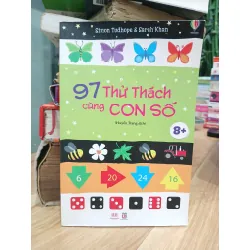 Simon Tudhope & Sarah Khan
97 Thử Thách
cùng CON SỐ
8+
6 20 24 16